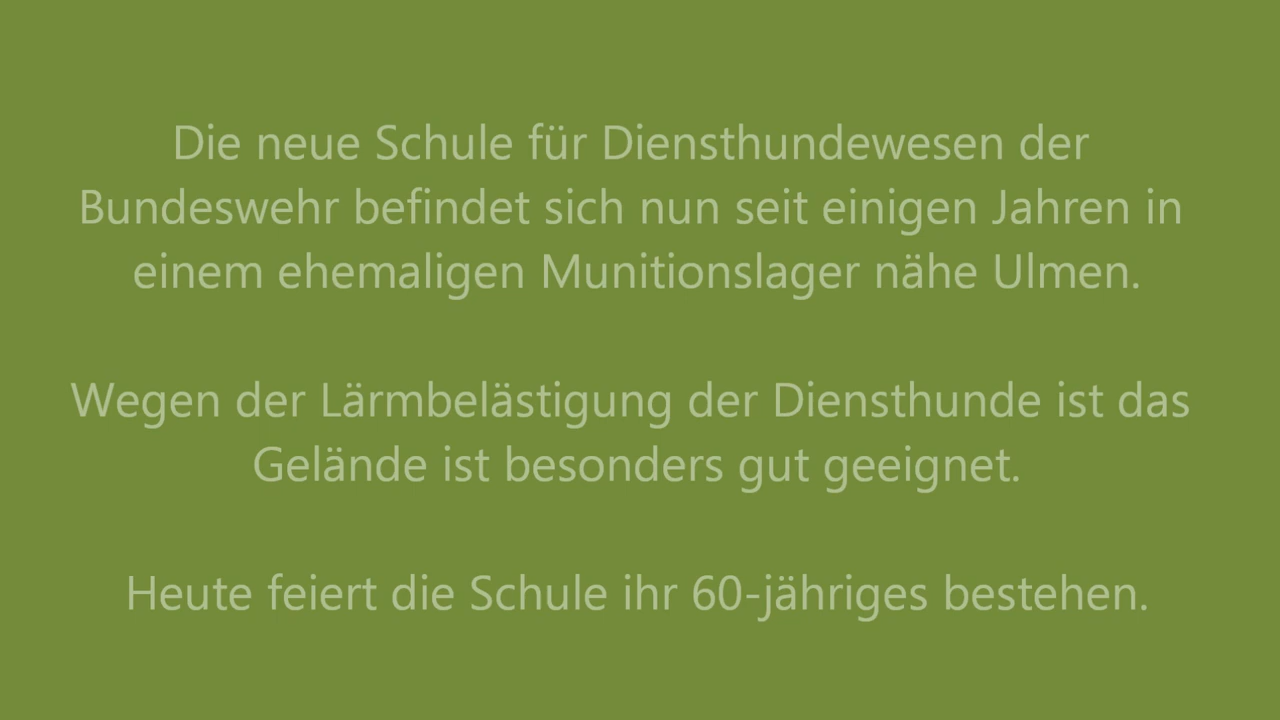 Die neue Schule für Diensthundewesen der
Bundeswehr befindet sich nun seit einigen Jahren in
einem ehemaligen Munitionslager nähe Ulmen.
Wegen der Lärmbelästigung der Diensthunde ist das
Gelände ist besonders gut geeignet.
Heute feiert die Schule ihr 60-jähriges bestehen.